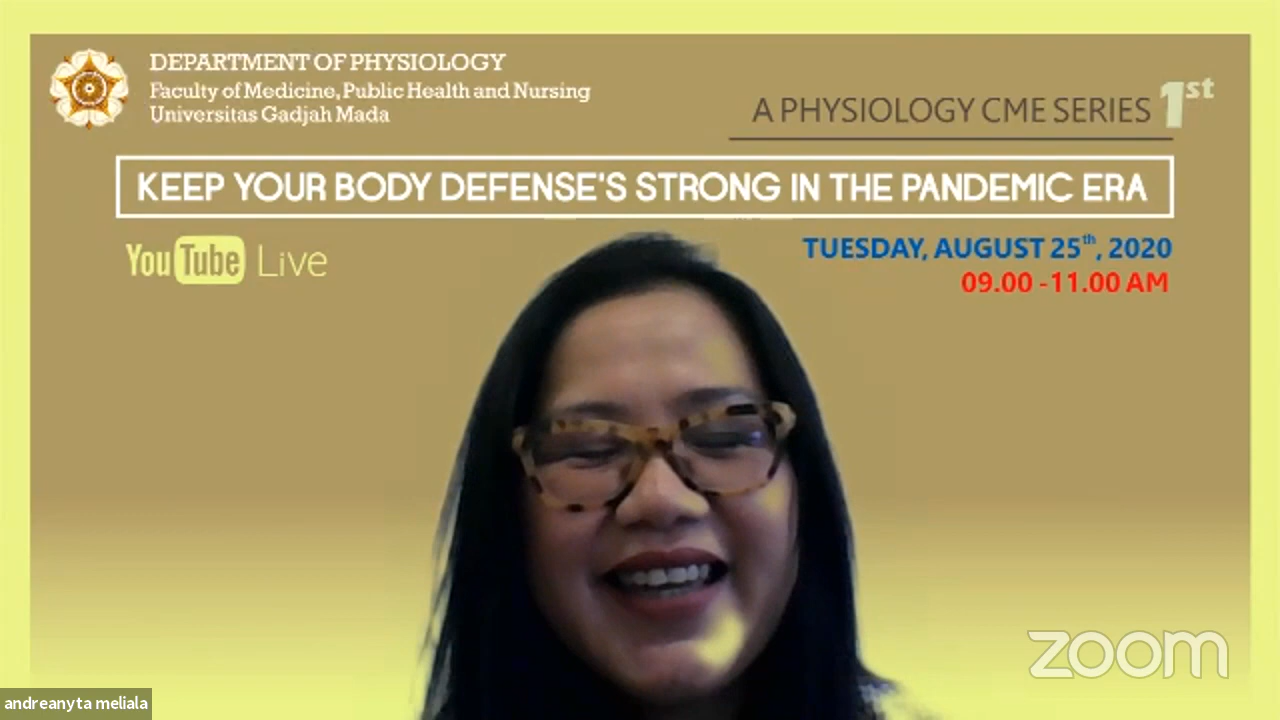 DEPARTMENT OF PHYSIOLOGY
Faculty of Medicine, Public Health and Nursing
Universitas Gadjah Mada
A PHYSIOLOGY CME SERIES 1st
KEEP YOUR BODY DEFENSE'S STRONG IN THE PANDEMIC ERA
YouTube Live
TUESDAY, AUGUST 25th, 2020
09.00 -11.00 AM
zoom
andreanyta meliala